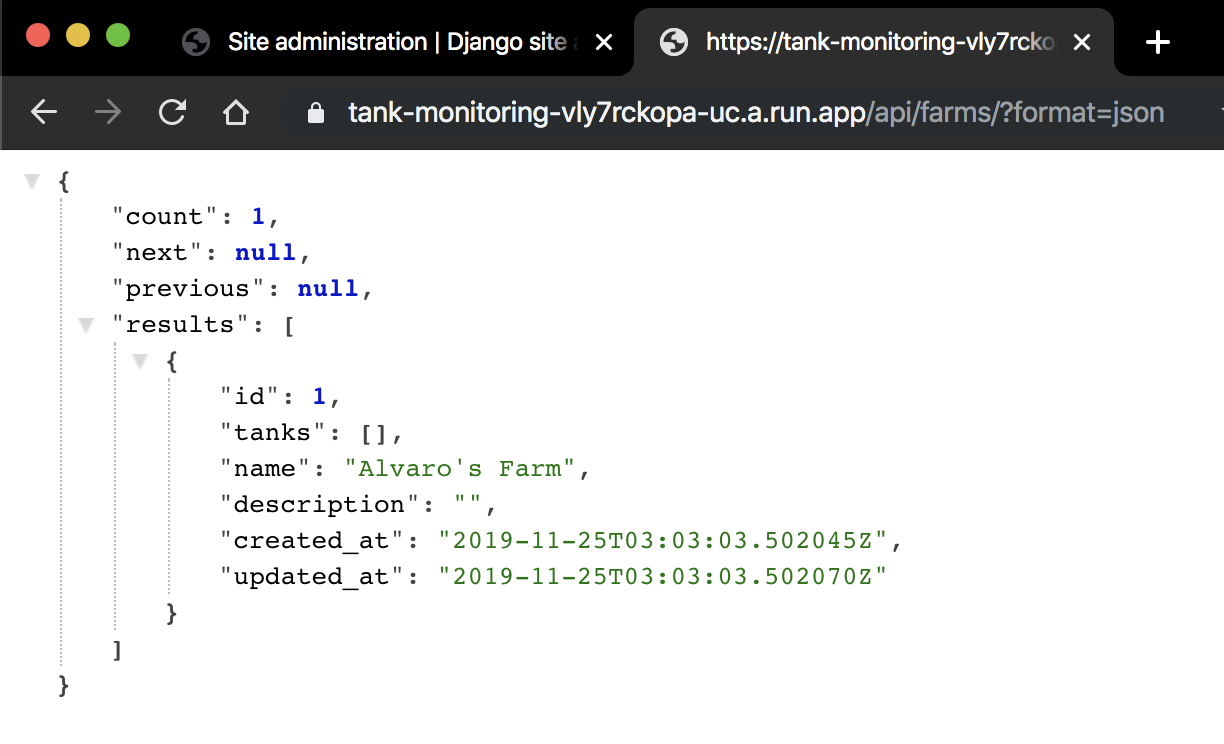 Site administration | Django site
https://tank-monitoring-vly7rcko
tank-monitoring-vly7rckopa-uc.a.run.app/api/farms/?format=json
{
"count": 1,
"next": null,
"previous": null,
"results": [
{
"id": 1,
"tanks": [],
"name": "Alvaro's Farm",
"description": "",
"created_at": "2019-11-25T03:03:03.502045Z",
"updated_at": "2019-11-25T03:03:03.502070Z"
}
]
}